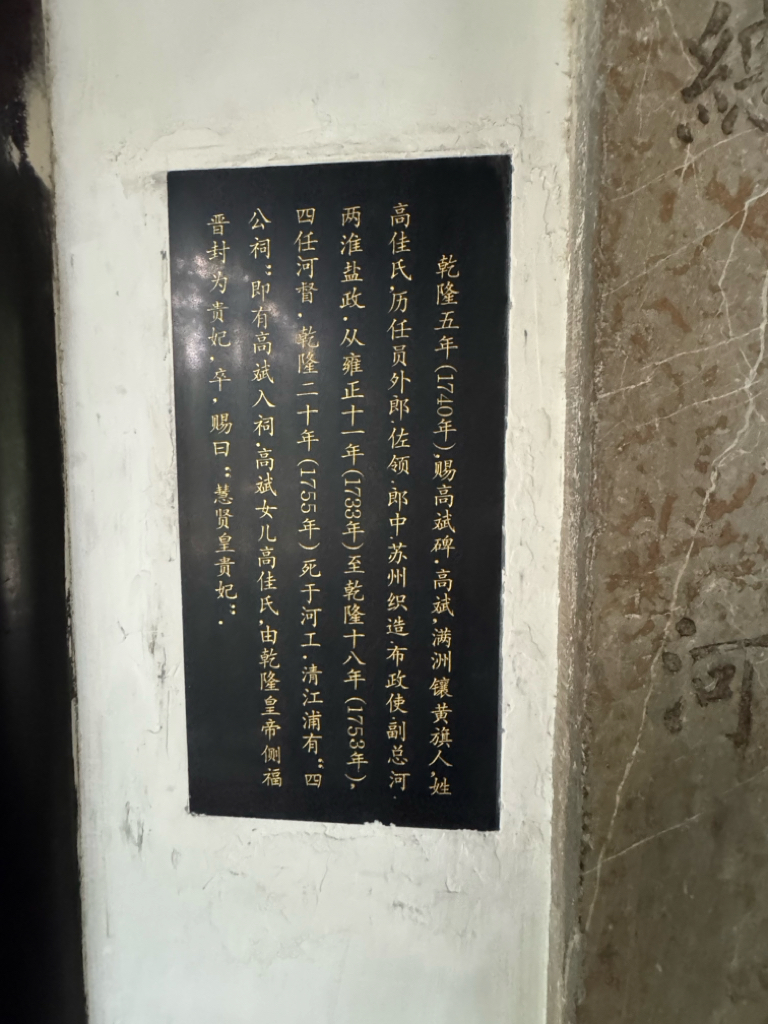 乾隆五年(1740年),赐高斌碑.高斌,满洲镶黄旗人,姓
高佳氏,历任员外郎.佐领.郎中.苏州织造布政使.副总河.
两淮盐政.从雍正十一年(1733年)至乾隆十八年(1753年),
四任河督.乾隆二十年(1755年)死于河工.清江浦有“四
公祠”:即有高斌入祠.高斌女儿高佳氏,由乾隆皇帝侧福
晋封为贵妃.卒,赐曰:“慧贤皇贵妃”.
總
河